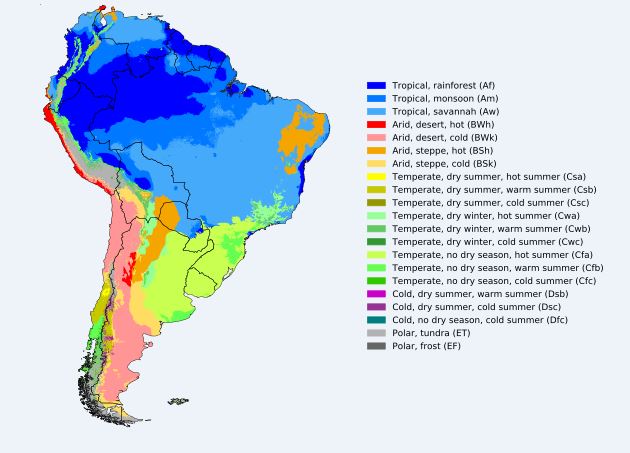 Tropical, rainforest (Af)
Tropical, monsoon (Am)
Tropical, savannah (Aw)
Arid, desert, hot (BWh)
Arid, desert, cold (BWk)
Arid, steppe, hot (BSh)
Arid, steppe, cold (BSk)
Temperate, dry summer, hot summer (Csa)
Temperate, dry summer, warm summer (Csb)
Temperate, dry summer, cold summer (Csc)
Temperate, dry winter, hot summer (Cwa)
Temperate, dry winter, warm summer (Cwb)
Temperate, dry winter, cold summer (Cwc)
Temperate, no dry season, hot summer (Cfa)
Temperate, no dry season, warm summer (Cfb)
Temperate, no dry season, cold summer (Cfc)
Cold, dry summer, warm summer (Dsb)
Cold, dry summer, cold summer (Dsc)
Cold, no dry season, cold summer (Dfc)
Polar, tundra (ET)
Polar, frost (EF)